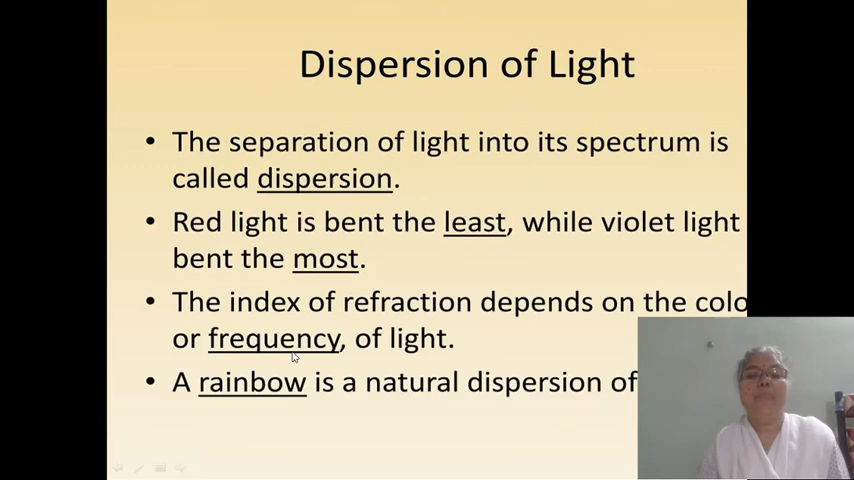 Dispersion of Light
• The separation of light into its spectrum is
called dispersion.
• Red light is bent the least, while violet light
bent the most.
• The index of refraction depends on the colo
or frequency, of light.
• A rainbow is a natural dispersion of